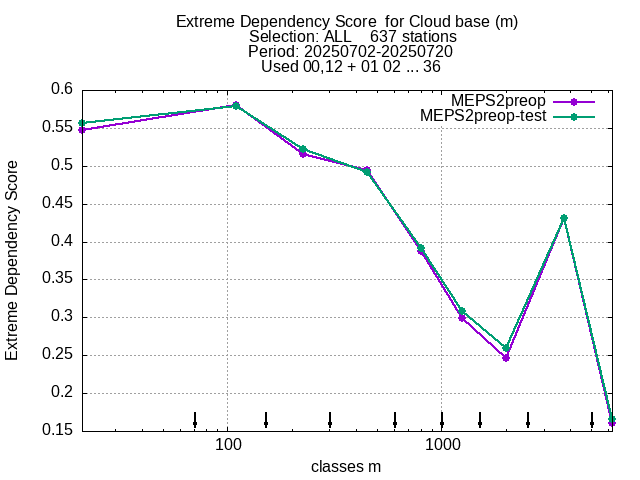 Extreme Dependency Score  for Cloud base (m)
Selection: ALL    637 stations
Period: 20250702-20250720
Used 00,12 + 01 02 ... 36
MEPS2preop
MEPS2preop-test
0.6
0.55
0.5
0.45
0.4
0.35
0.3
0.25
0.2
0.15
Extreme Dependency Score
100
1000
classes m